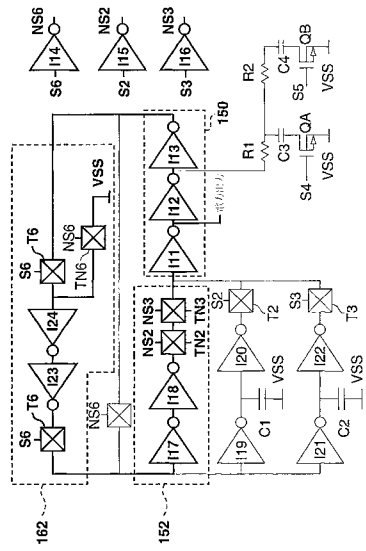 162
S6
T6
I23
I24
S6
T6
NS6
TN6
VSS
S6
I14
NS6
NS6
S2
I15
NS2
152
I17
I18
NS2
TN2
NS3
TN3
I11
I12
I13
150
S3
I16
NS3
I19
C1
VSS
I20
S2
T2
R1
R2
I21
C2
VSS
I22
S3
T3
C3
S4
QA
VSS
C4
S5
QB
VSS